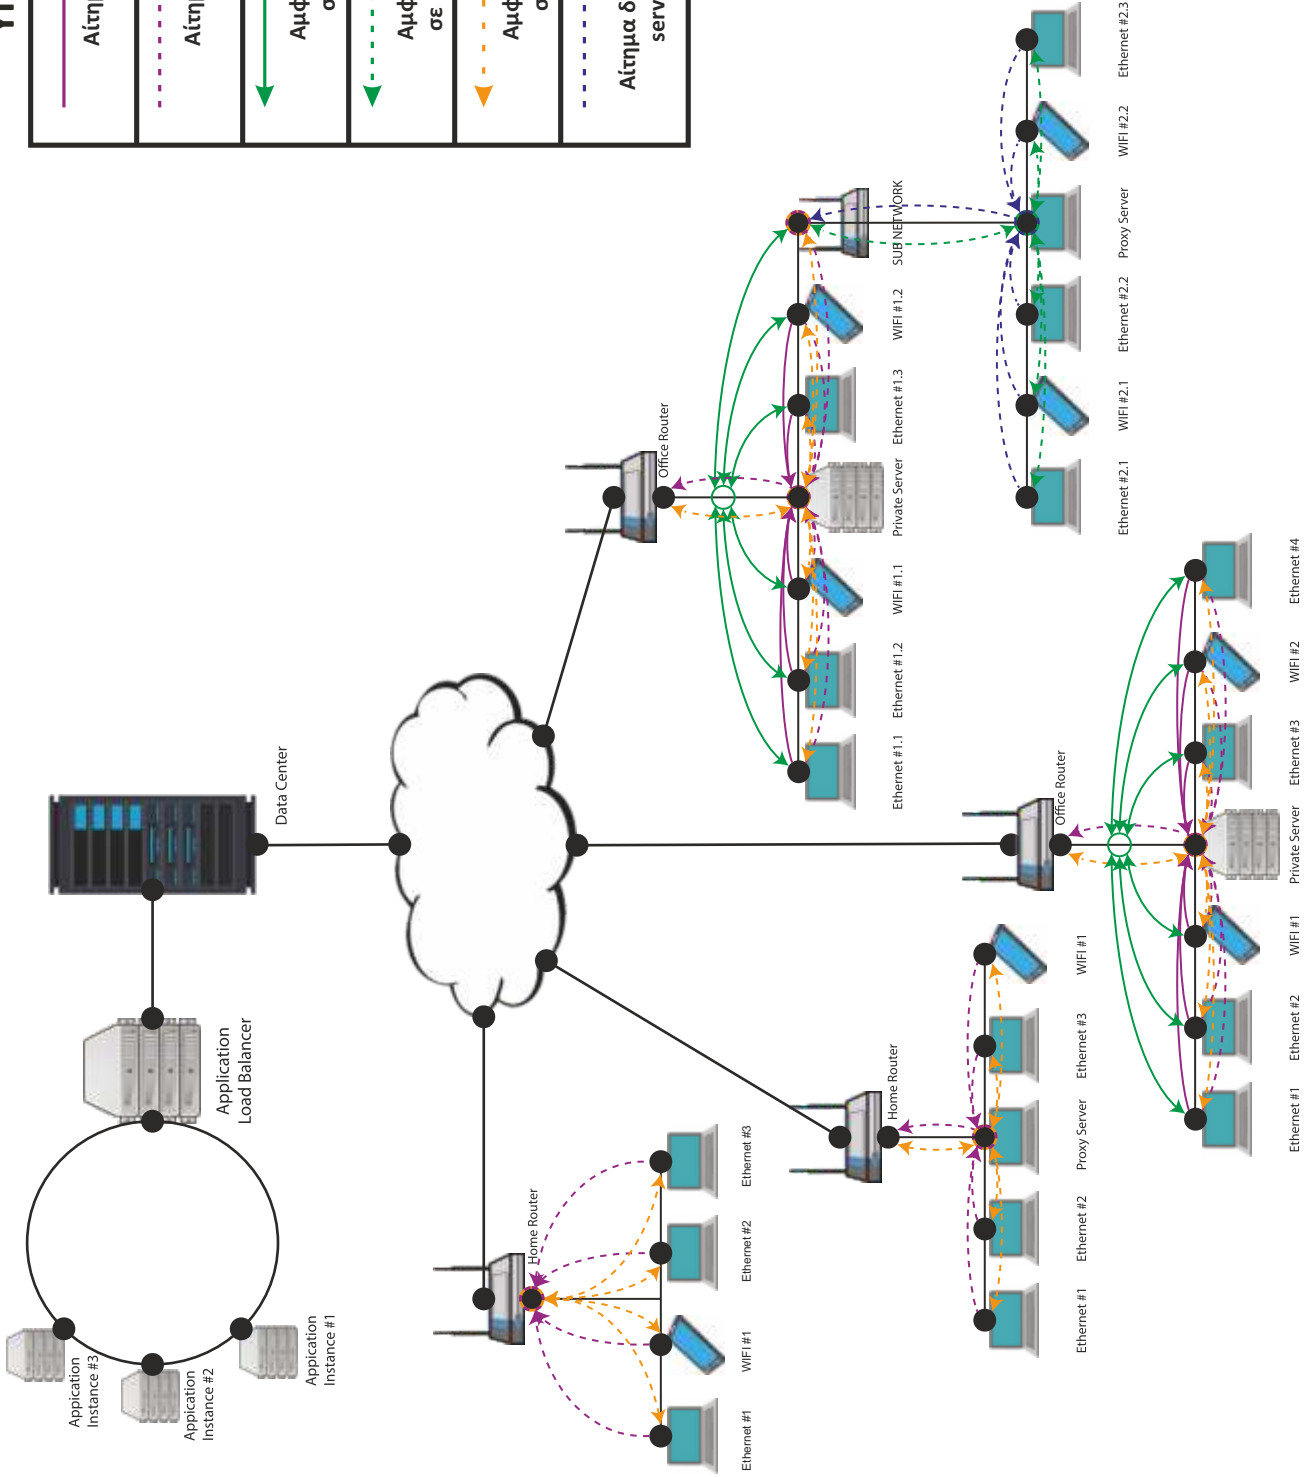 Αίτημ
Αίτημ
Αμφ
σ
Αμφ
σε
Αμφ
σ
Αίτημα δ
serv
Data Center
Application
Load Balancer
Appication
Instance #3
Appication
Instance #2
Appication
Instance #1
Home Router
Ethernet #1
WIFI #1
Ethernet #2
Ethernet #3
Home Router
Ethernet #1
Ethernet #2
Proxy Server
Ethernet #3
WIFI #1
Office Router
Ethernet #1
Ethernet #2
WIFI #1
Private Server
Ethernet #3
WIFI #2
Ethernet #4
Office Router
Ethernet #1.1
Ethernet #1.2
WIFI #1.1
Private Server
Ethernet #1.3
WIFI #1.2
SUB NETWORK
Ethernet #2.1
WIFI #2.1
Ethernet #2.2
Proxy Server
WIFI #2.2
Ethernet #2.3